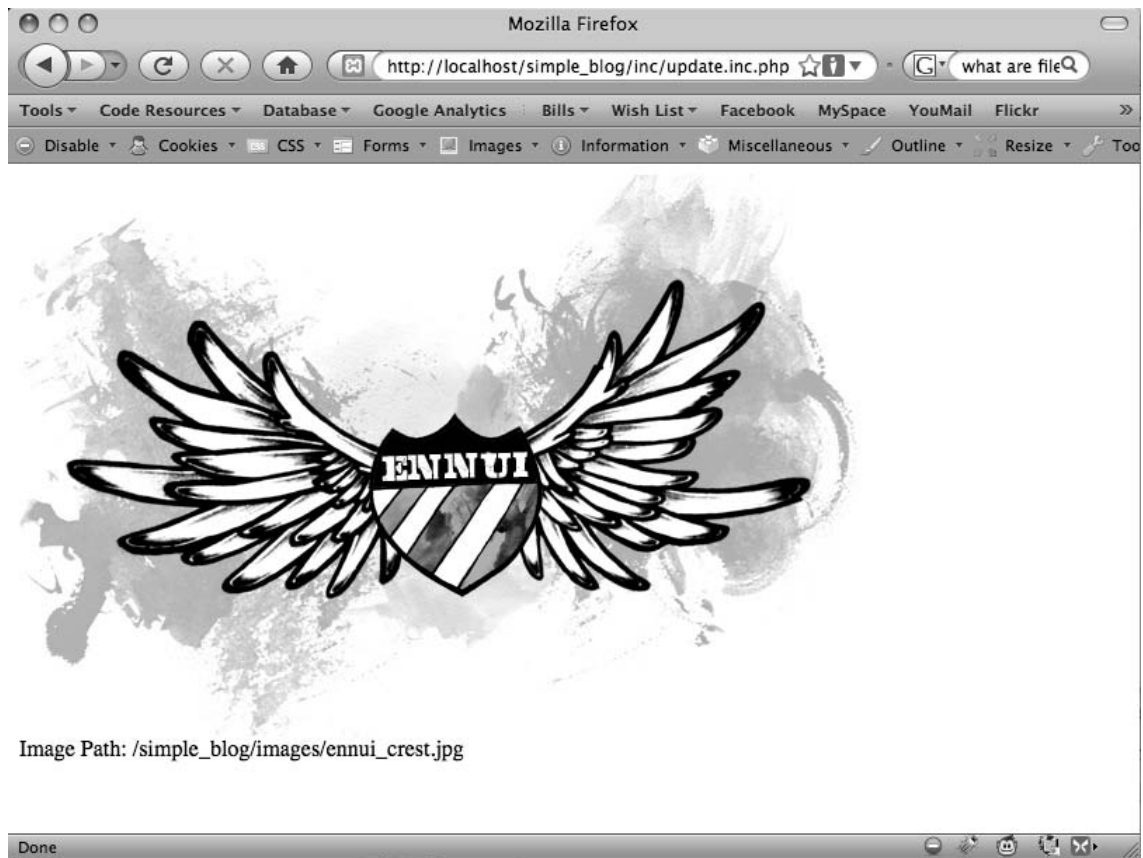 Mozilla Firefox
http://localhost/simple_blog/inc/update.inc.php
G
what are file
Tools Code Resources Database Google Analytics Bills Wish List Facebook MySpace YouMail Flickr »
Disable Cookies CSS CSS Forms Images Information Miscellaneous Outline Resize Too
ENNUI
Image Path: /simple_blog/images/ennui_crest.jpg
Done